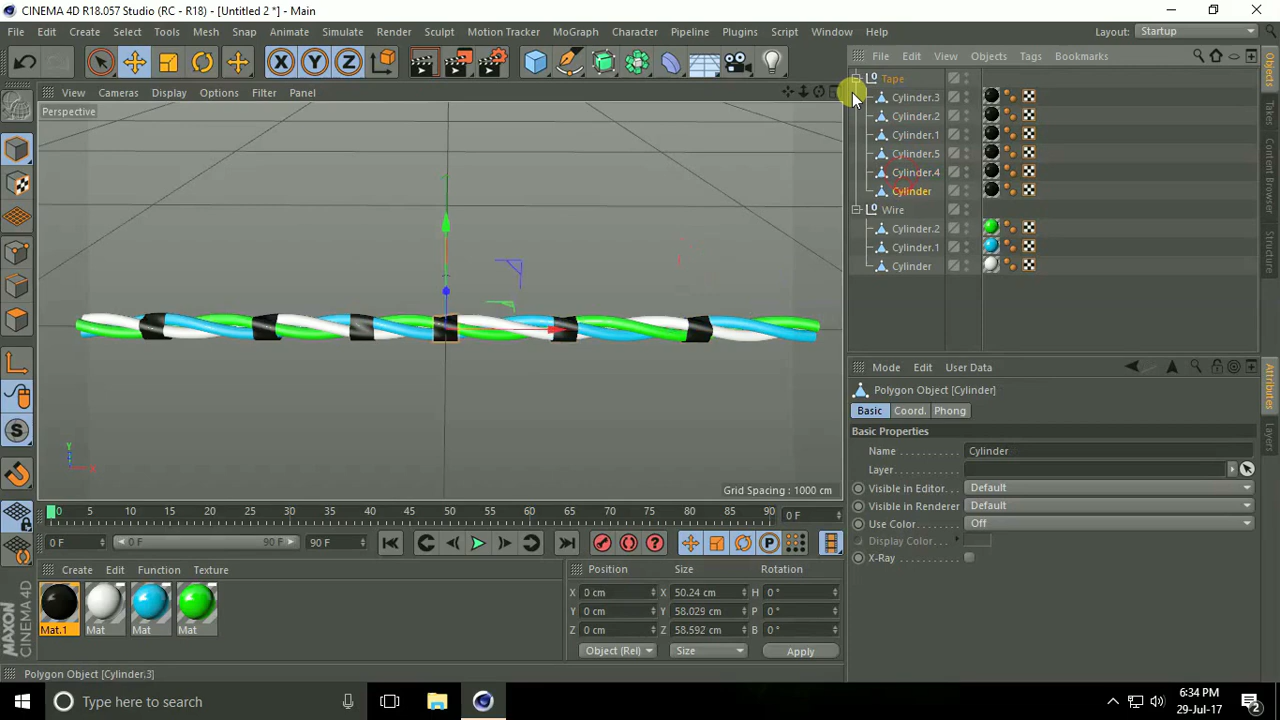 CINEMA 4D R18.057 Studio (RC - R18) - [Untitled 2 *] - Main
File Edit Create Select Tools Mesh Snap Animate Simulate Render Sculpt Motion Tracker MoGraph Character Pipeline Plugins Script Window Help Layout: Startup
X Y Z
File Edit View Objects Tags Bookmarks
View Cameras Display Options Filter Panel
Perspective
Tape
Cylinder.3
Cylinder.2
Cylinder.1
Cylinder.5
Cylinder.4
Cylinder
Wire
Cylinder.2
Cylinder.1
Cylinder
Objects
Takes
Content Browser
Y
X
Grid Spacing : 1000 cm
Mode Edit User Data
Polygon Object [Cylinder]
Basic Coord. Phong
Basic Properties
Name Cylinder
Layer
Visible in Editor Default
Visible in Renderer Default
Use Color Off
Display Color
X-Ray
Attributes
Layers
0 5 10 15 20 25 30 35 40 45 50 55 60 65 70 75 80 85 90 0 F
0 F 0 F 90 F 90 F
Create Edit Function Texture
Mat.1 Mat Mat Mat
Position Size Rotation
X 0 cm X 50.24 cm H 0 °
Y 0 cm Y 58.029 cm P 0 °
Z 0 cm Z 58.592 cm B 0 °
Object (Rel) Size Apply
MAXON CINEMA 4D
Polygon Object [Cylinder.3]
Type here to search
6:34 PM
29-Jul-17
2